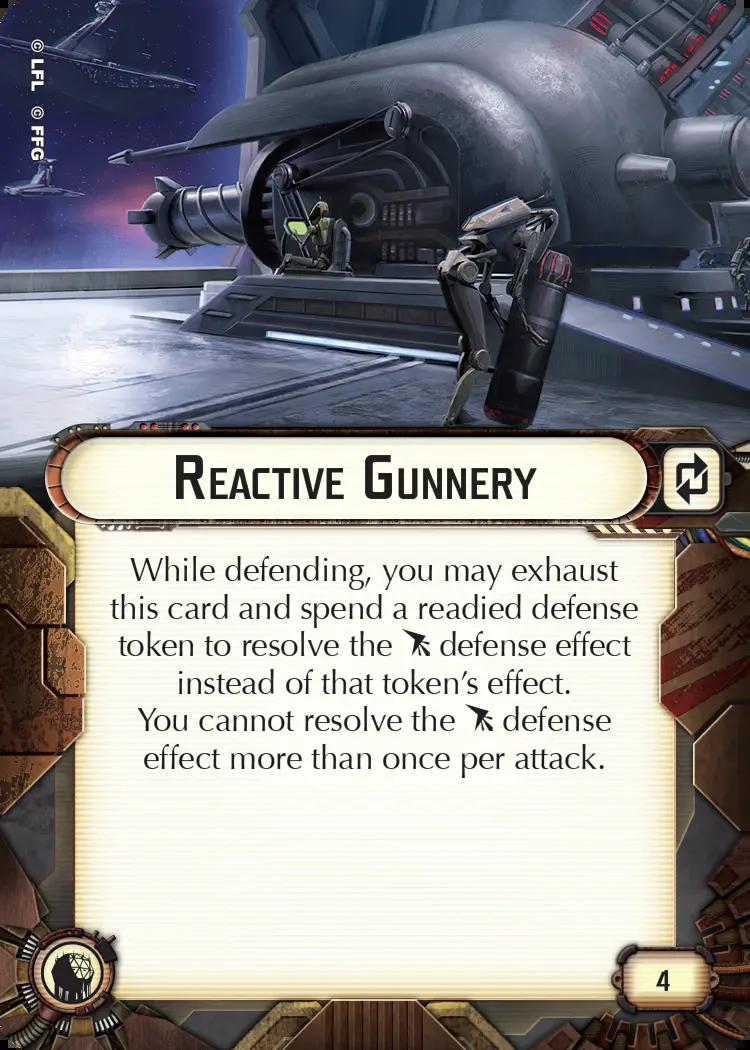 © LFL © FFG
Reactive Gunnery
While defending, you may exhaust
this card and spend a readied defense
token to resolve the defense effect
instead of that token’s effect.
You cannot resolve the defense
effect more than once per attack.
4